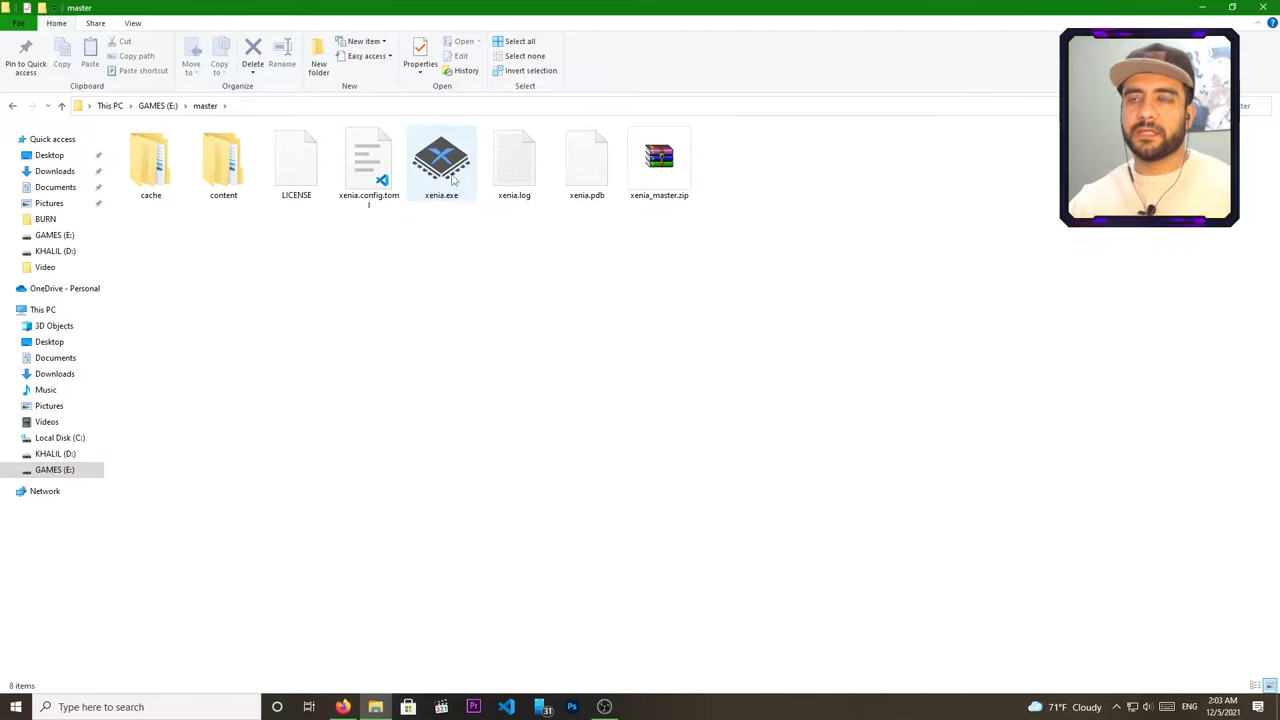 master
File
Home
Share
View
Pin to Quick access
Copy
Paste
Cut
Copy path
Paste shortcut
Clipboard
Move to
Copy to
Delete
Rename
Organize
New folder
New item
Easy access
New
Properties
Open
Edit
History
Open
Select all
Select none
Invert selection
Select
This PC > GAMES (E:) > master >
Quick access
Desktop
Downloads
Documents
Pictures
BURN
GAMES (E:)
KHALIL (D:)
Video
OneDrive - Personal
This PC
3D Objects
Desktop
Documents
Downloads
Music
Pictures
Videos
Local Disk (C:)
KHALIL (D:)
GAMES (E:)
Network
cache
content
LICENSE
xenia.config.toml
xenia.exe
xenia.log
xenia.pdb
xenia_master.zip
8 items
Type here to search
31
71°F Cloudy
2:03 AM
12/5/2021